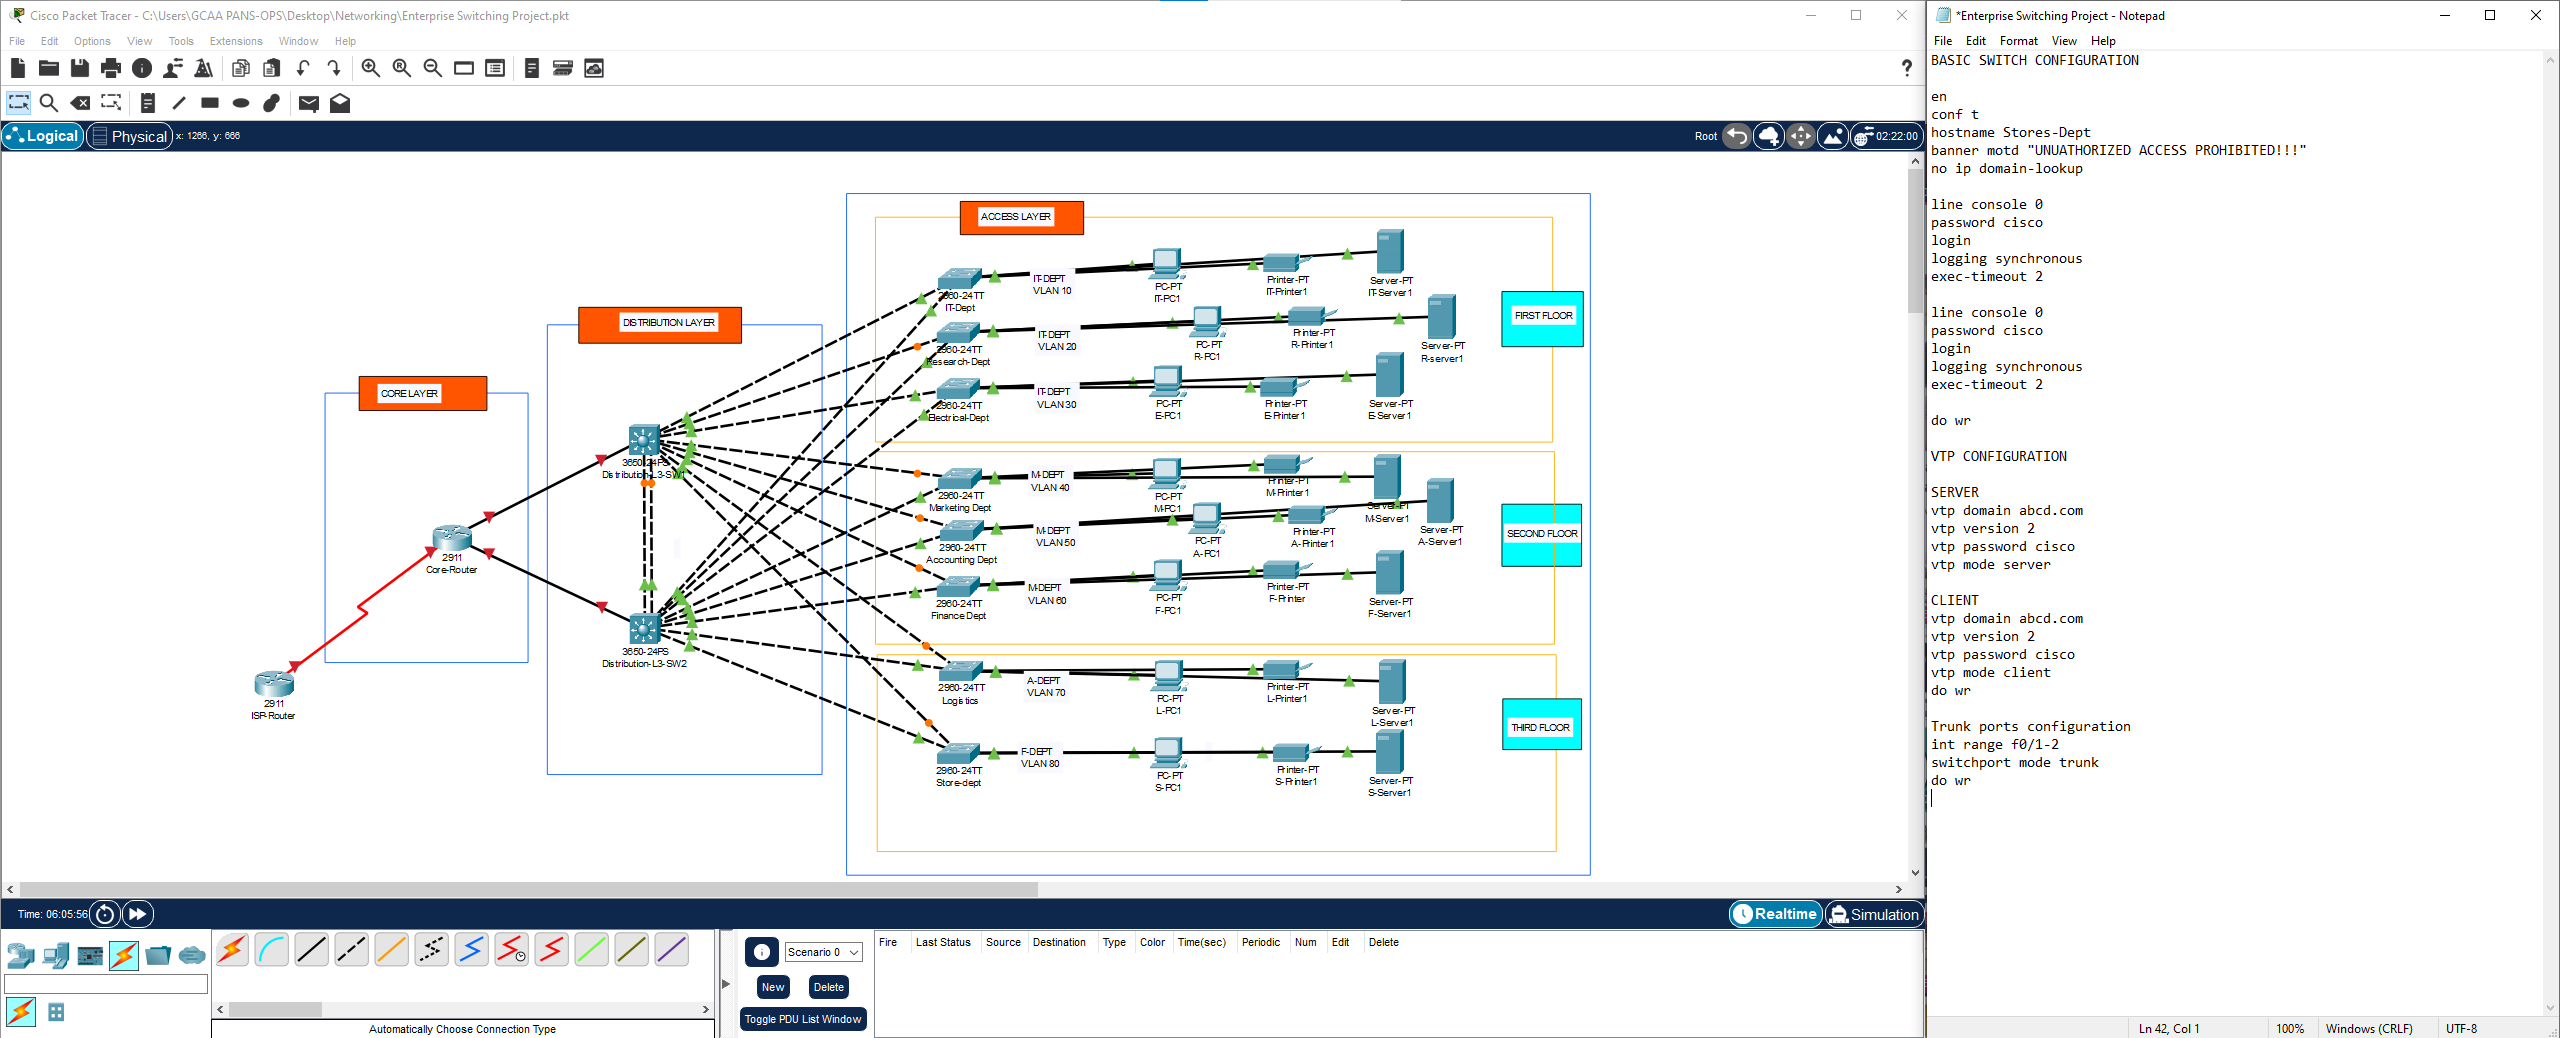 Cisco Packet Tracer - C:\Users\GCAA PANS-OPS\Desktop\Networking\Enterprise Switching Project.pkt
File Edit Options View Tools Extensions Window Help
Logical
Physical
x: 1266, y: 666
Root
02:22:00
ACCESS LAYER
DISTRIBUTION LAYER
CORE LAYER
FIRST FLOOR
SECOND FLOOR
THIRD FLOOR
2960-24TT
IT-Dept
IT-DEPT
VLAN 10
PC-PT
IT-PC1
Printer-PT
IT-Printer1
Server-PT
IT-Server1
2960-24TT
Research-Dept
IT-DEPT
VLAN 20
PC-PT
R-PC1
Printer-PT
R-Printer1
Server-PT
R-server1
2960-24TT
Electrical-Dept
IT-DEPT
VLAN 30
PC-PT
E-PC1
Printer-PT
E-Printer1
Server-PT
E-Server1
3650-24PS
Distribution-L3-SW1
2960-24TT
Marketing Dept
M-DEPT
VLAN 40
PC-PT
M-PC1
Printer-PT
M-Printer1
Server-PT
M-Server1
2960-24TT
Accounting Dept
M-DEPT
VLAN 50
PC-PT
A-PC1
Printer-PT
A-Printer1
Server-PT
A-Server1
2911
Core-Router
2960-24TT
Finance Dept
M-DEPT
VLAN 60
PC-PT
F-PC1
Printer-PT
F-Printer
Server-PT
F-Server1
3650-24PS
Distribution-L3-SW2
2911
ISP-Router
2960-24TT
Logistics
A-DEPT
VLAN 70
PC-PT
L-PC1
Printer-PT
L-Printer1
Server-PT
L-Server1
2960-24TT
Store-dept
F-DEPT
VLAN 80
PC-PT
S-PC1
Printer-PT
S-Printer1
Server-PT
S-Server1
Time: 06:05:56
Realtime
Simulation
Automatically Choose Connection Type
Scenario 0
New
Delete
Toggle PDU List Window
Fire Last Status Source Destination Type Color Time(sec) Periodic Num Edit Delete
*Enterprise Switching Project - Notepad
File Edit Format View Help
BASIC SWITCH CONFIGURATION
en
conf t
hostname Stores-Dept
banner motd "UNUATHORIZED ACCESS PROHIBITED!!!"
no ip domain-lookup
line console 0
password cisco
login
logging synchronous
exec-timeout 2
line console 0
password cisco
login
logging synchronous
exec-timeout 2
do wr
VTP CONFIGURATION
SERVER
vtp domain abcd.com
vtp version 2
vtp password cisco
vtp mode server
CLIENT
vtp domain abcd.com
vtp version 2
vtp password cisco
vtp mode client
do wr
Trunk ports configuration
int range f0/1-2
switchport mode trunk
do wr
Ln 42, Col 1
100%
Windows (CRLF)
UTF-8